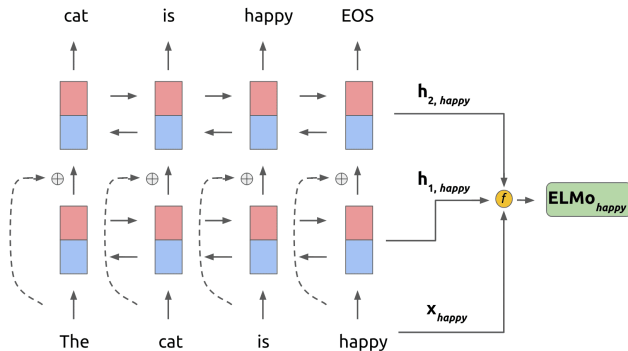 cat is happy EOS
h2, happy
h1, happy
f ELMohappy
xhappy
The cat is happy